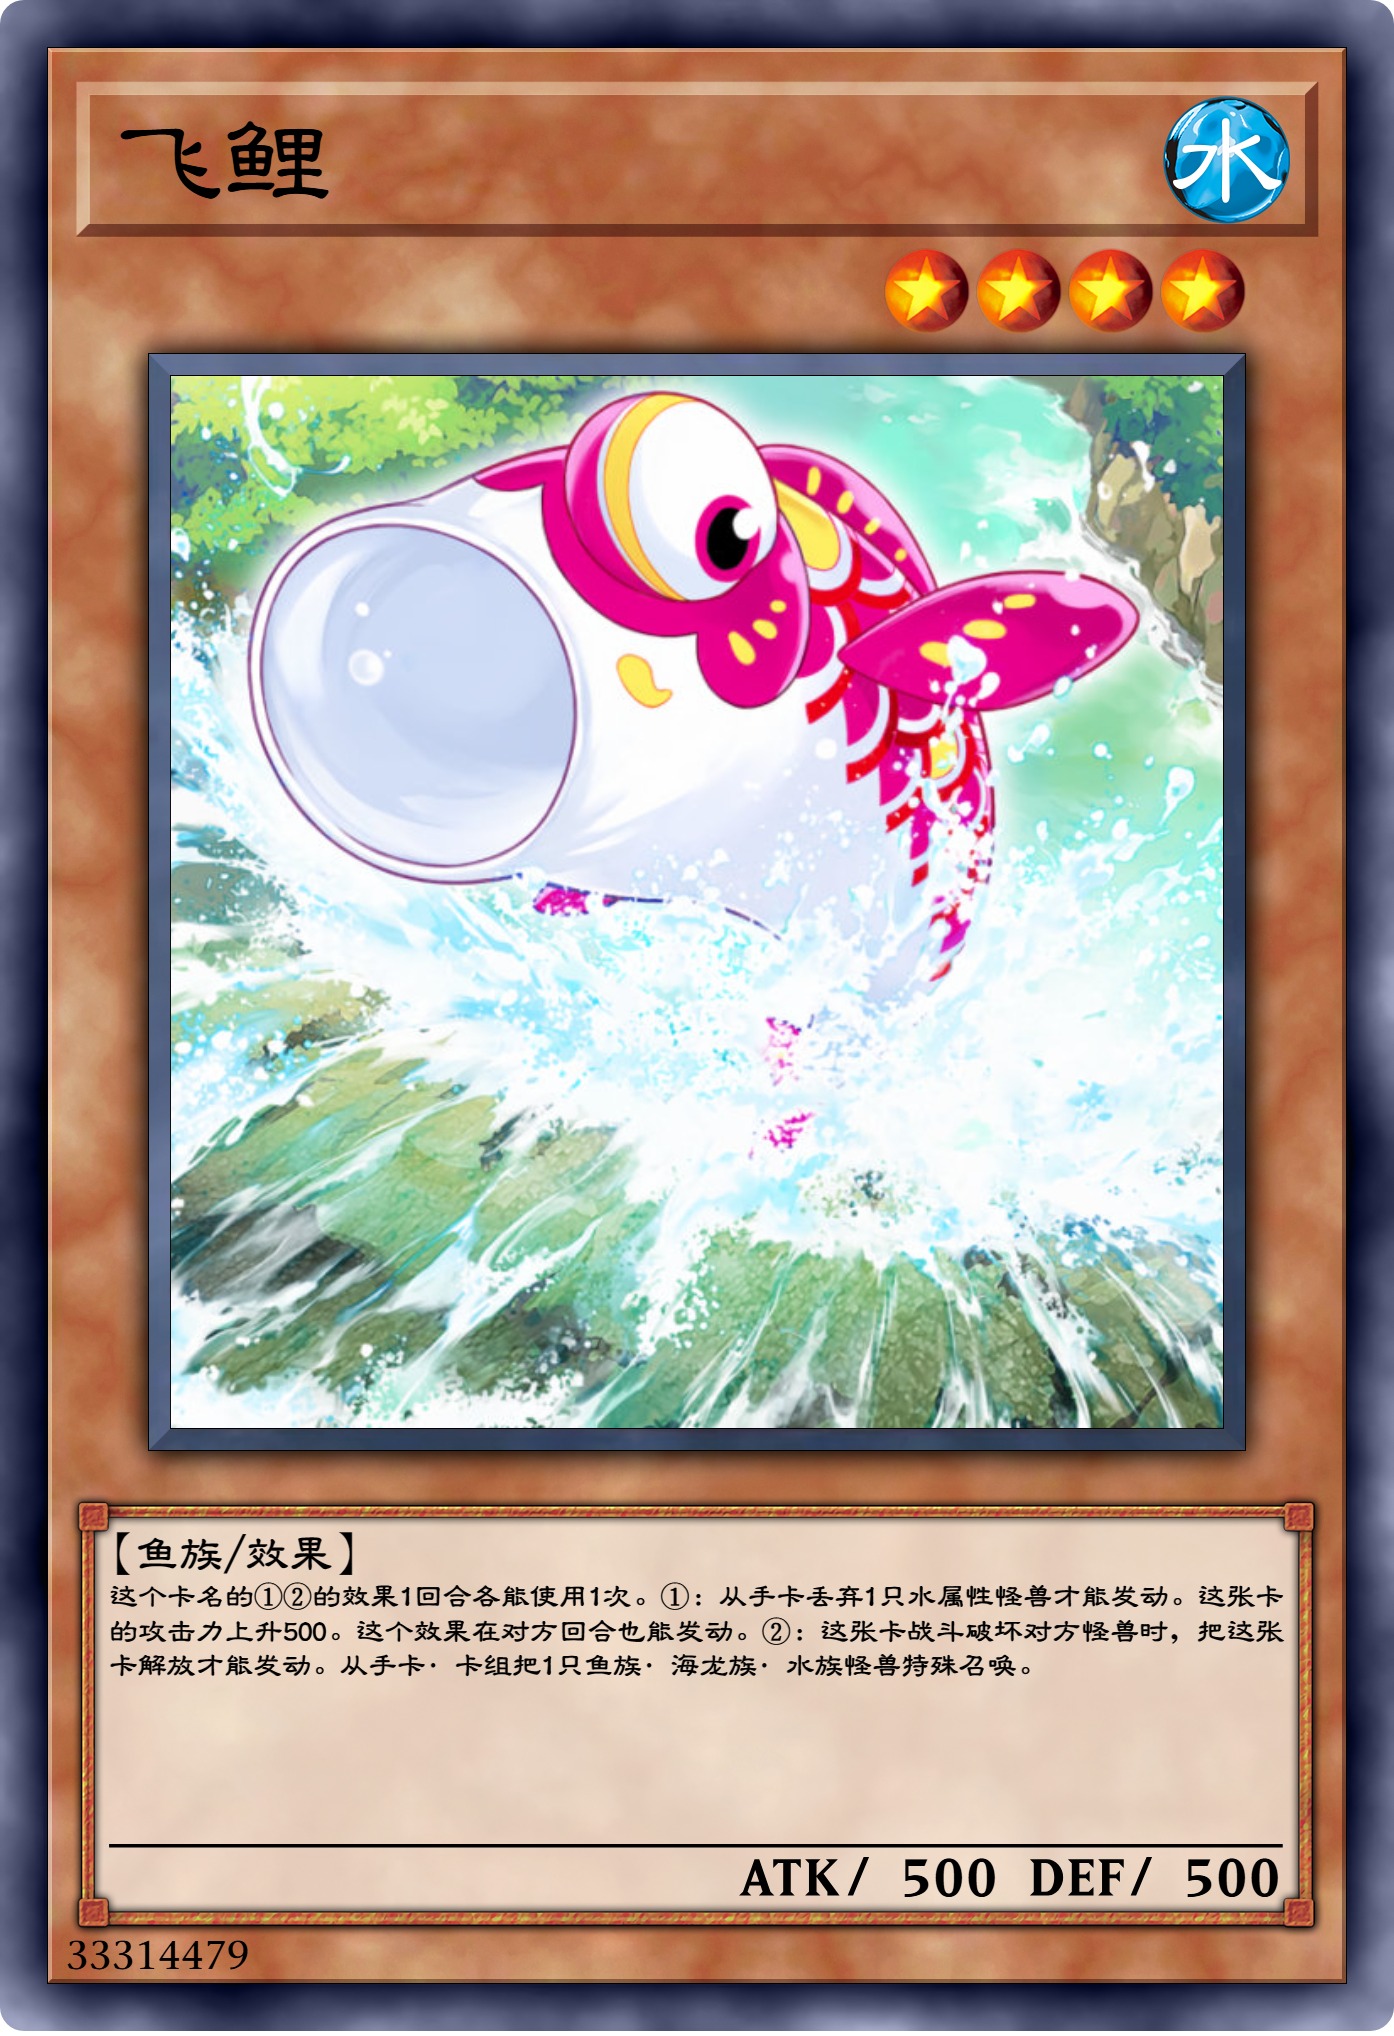 飞鲤
水
【鱼族/效果】
这个卡名的①②的效果1回合各能使用1次。①：从手卡丢弃1只水属性怪兽才能发动。这张卡
的攻击力上升500。这个效果在对方回合也能发动。②：这张卡战斗破坏对方怪兽时，把这张
卡解放才能发动。从手卡·卡组把1只鱼族·海龙族·水族怪兽特殊召唤。
ATK/ 500 DEF/ 500
33314479